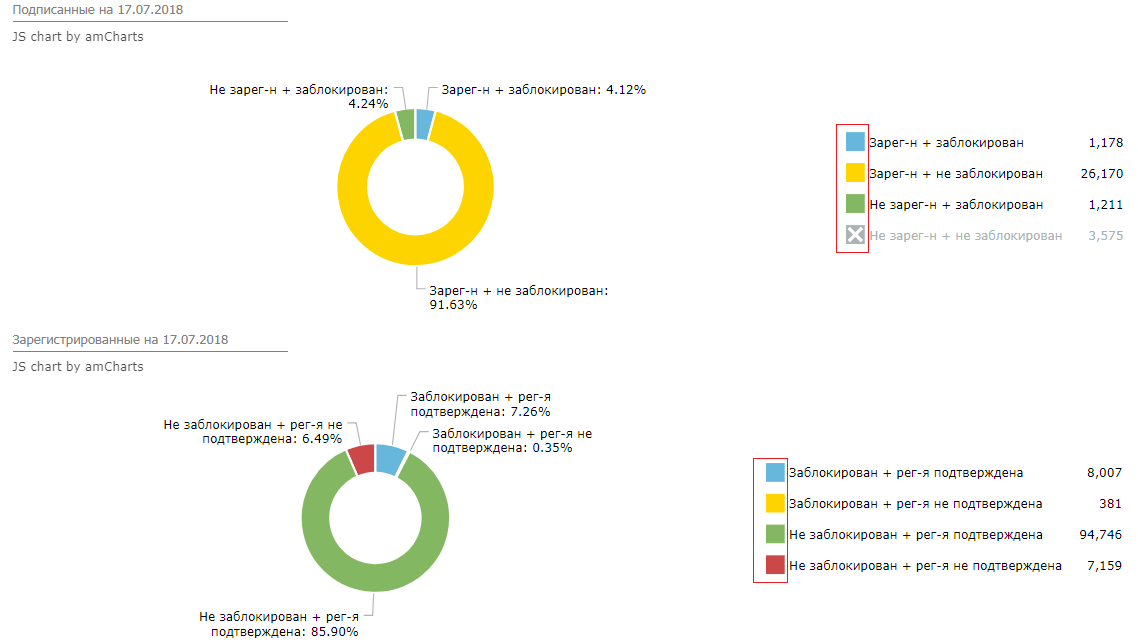 Подписанные на 17.07.2018
JS chart by amCharts
Не зарег-н + заблокирован:
4.24%
Зарег-н + заблокирован: 4.12%
Зарег-н + не заблокирован:
91.63%
Зарег-н + заблокирован 1,178
Зарег-н + не заблокирован 26,170
Не зарег-н + заблокирован 1,211
Не зарег-н + не заблокирован 3,575
Зарегистрированные на 17.07.2018
JS chart by amCharts
Заблокирован + рег-я
подтверждена: 7.26%
Не заблокирован + рег-я не
подтверждена: 6.49%
Заблокирован + рег-я не
подтверждена: 0.35%
Не заблокирован + рег-я
подтверждена: 85.90%
Заблокирован + рег-я подтверждена 8,007
Заблокирован + рег-я не подтверждена 381
Не заблокирован + рег-я подтверждена 94,746
Не заблокирован + рег-я не подтверждена 7,159